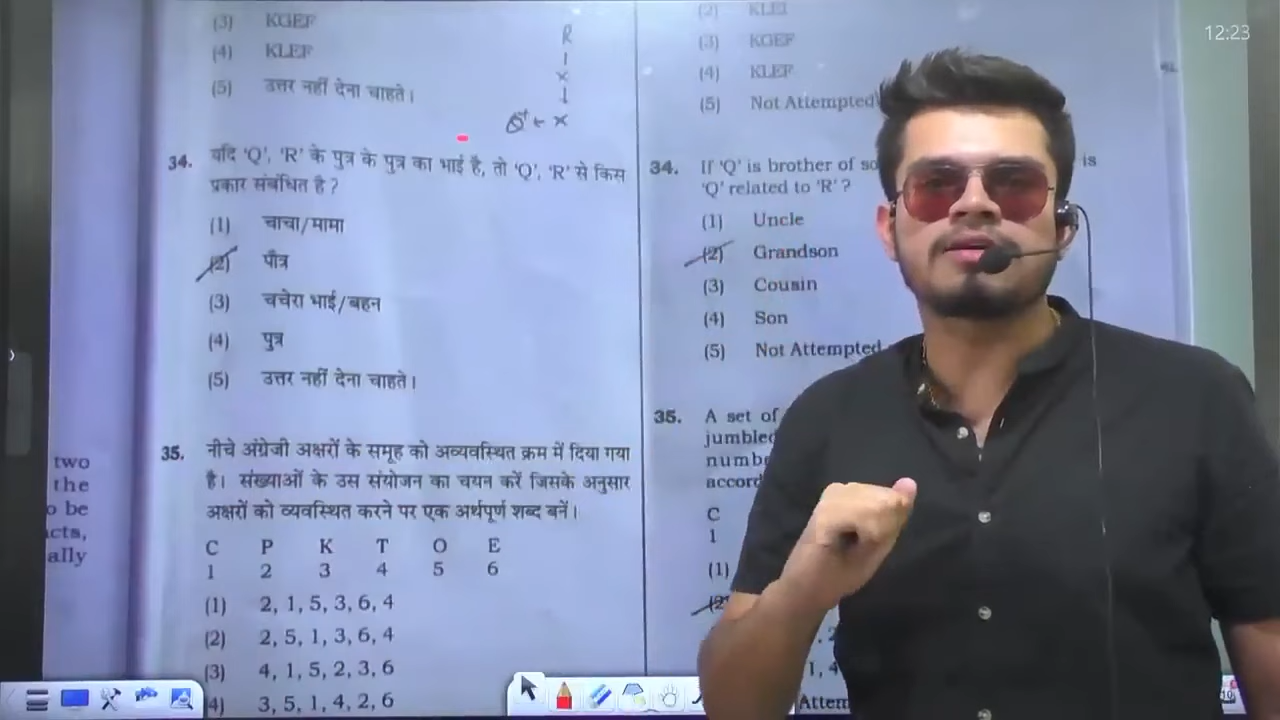 12:23
(3) KGEF
(4) KLEF
(5) उत्तर नहीं देना चाहते।
R
x
Q+ ← x
34. यदि 'Q', 'R' के पुत्र के पुत्र का भाई है, तो 'Q', 'R' से किस
प्रकार संबंधित है ?
(1) चाचा/मामा
(2) पौत्र
(3) चचेरा भाई/बहन
(4) पुत्र
(5) उत्तर नहीं देना चाहते।
35. नीचे अंग्रेजी अक्षरों के समूह को अव्यवस्थित क्रम में दिया गया
है। संख्याओं के उस संयोजन का चयन करें जिसके अनुसार
अक्षरों को व्यवस्थित करने पर एक अर्थपूर्ण शब्द बनें।
C P K T O E
1 2 3 4 5 6
(1) 2, 1, 5, 3, 6, 4
(2) 2, 5, 1, 3, 6, 4
(3) 4, 1, 5, 2, 3, 6
4) 3, 5, 1, 4, 2, 6
two
the
be
ally
(2) KLEI
(3) KGEF
(4) KLEF
(5) Not Attempted
34. If 'Q' is brother of is
'Q' related to 'R' ?
(1) Uncle
(2) Grandson
(3) Cousin
(4) Son
(5) Not Attempted
35. A set of
jumbled
C
1
(1)
(2